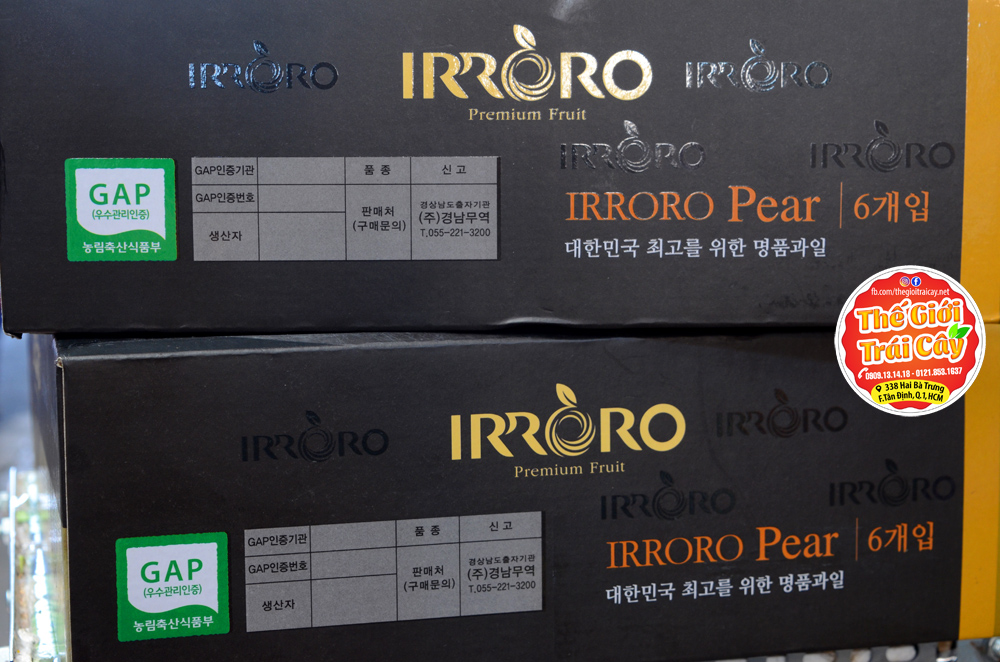 IRRORO
IRRORO
IRRORO
Premium Fruit
IRRORO
IRRORO
GAP
(우수관리인증)
농림축산식품부
GAP인증기관
품 종
신 고
GAP인증번호
생산자
판매처
(구매문의)
경상남도출자기관
(주)경남무역
T.055-221-3200
IRRORO Pear 6개입
대한민국 최고를 위한 명품과일
fb.com/thegioitraicay.net
Thế Giới
Trái Cây
0909.13.14.18 - 0121.853.1637
338 Hai Bà Trưng
F.Tân Định, Q.1, HCM
IRRORO
IRRORO
IRRORO
Premium Fruit
IRRORO
IRRORO
GAP
(우수관리인증)
농림축산식품부
GAP인증기관
품 종
신 고
GAP인증번호
생산자
판매처
(구매문의)
경상남도출자기관
(주)경남무역
T.055-221-3200
IRRORO Pear 6개입
대한민국 최고를 위한 명품과일